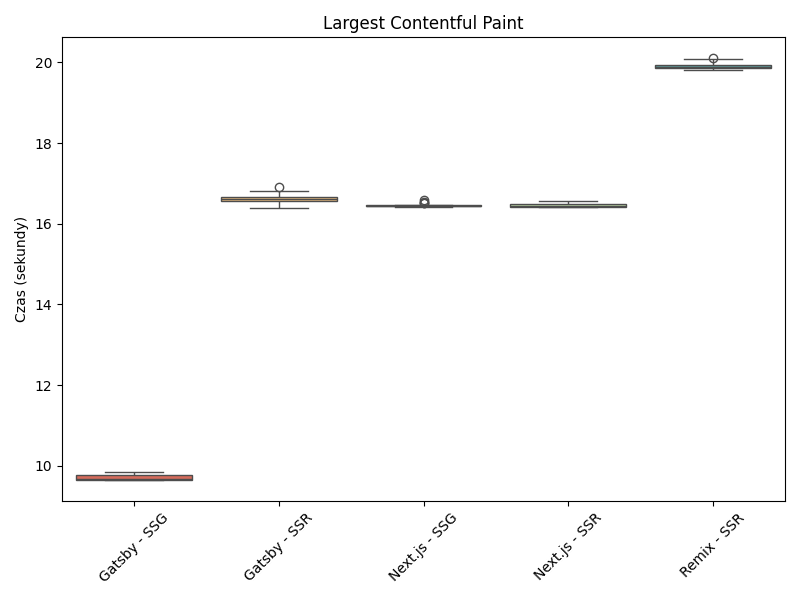 Largest Contentful Paint
Czas (sekundy)
20
18
16
14
12
10
Gatsby - SSG
Gatsby - SSR
Next.js - SSG
Next.js - SSR
Remix - SSR